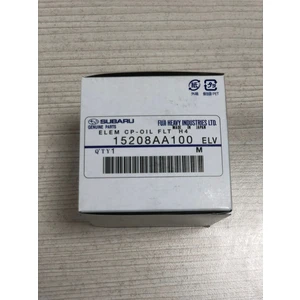 SUBARU
GENUINE PARTS
FUJI HEAVY INDUSTRIES LTD.
MADE IN JAPAN
ELEM CP-OIL FLT H4
15208AA100 ELV
Q'TY 1 M